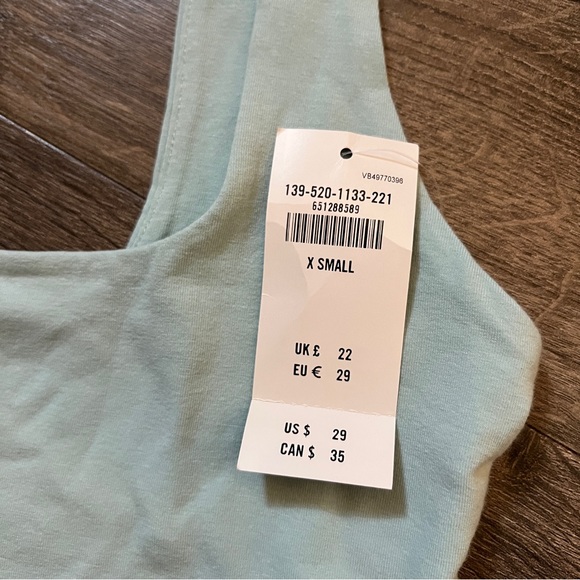 VB49770396
139-520-1133-221
651288589
X SMALL
UK £ 22
EU € 29
US $ 29
CAN $ 35